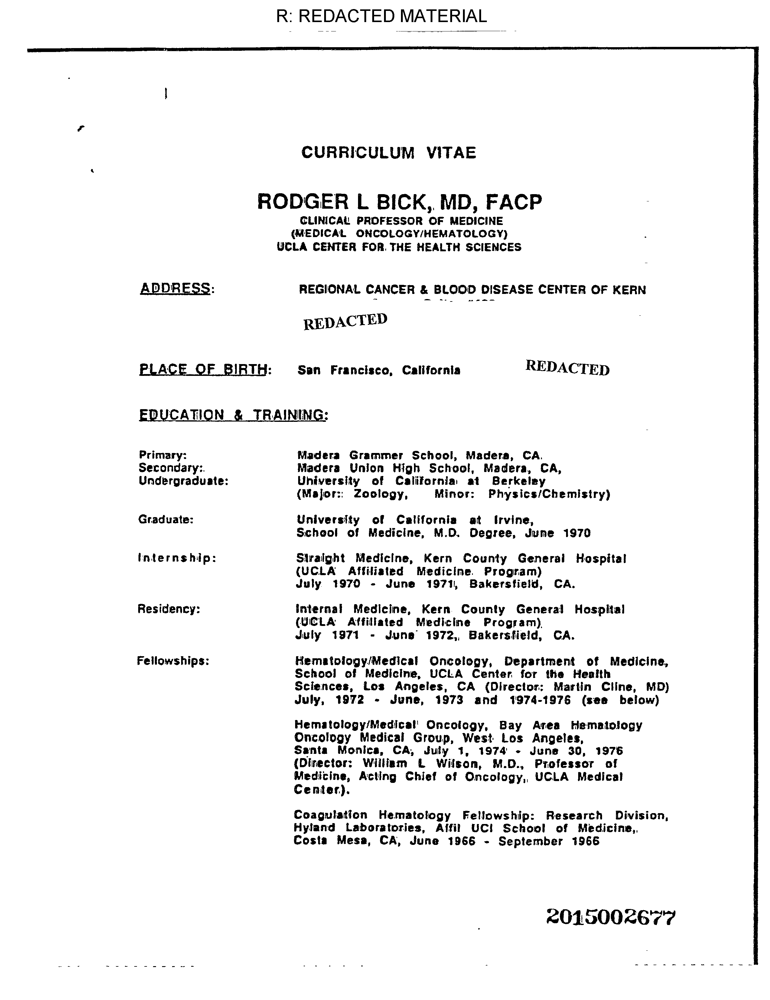 R: REDACTED MATERIAL
CURRICULUM VITAE
RODGER L BICK, MD, FACP
CLINICAL PROFESSOR OF MEDICINE
(MEDICAL ONCOLOGY/HEMATOLOGY)
UCLA CENTER FOR THE HEALTH SCIENCES
ADDRESS: REGIONAL CANCER & BLOOD DISEASE CENTER OF KERN
REDACTED
PLACE OF BIRTH: San Francisco, California REDACTED
EDUCATION & TRAINING:
Primary: Madera Grammer School, Madera, CA.
Secondary: Madera Union High School, Madera, CA,
Undergraduate: University of California at Berkeley
(Major: Zoology, Minor: Physics/Chemistry)
Graduate: University of California at Irvine,
School of Medicine, M.D. Degree, June 1970
Internship: Straight Medicine, Kern County General Hospital
(UCLA Affiliated Medicine Program)
July 1970 - June 1971, Bakersfield, CA.
Residency: Internal Medicine, Kern County General Hospital
(UCLA Affiliated Medicine Program)
July 1971 - June 1972, Bakersfield, CA.
Fellowships: Hematology/Medical Oncology, Department of Medicine,
School of Medicine, UCLA Center for the Health
Sciences, Los Angeles, CA (Director: Martin Cline, MD)
July, 1972 - June, 1973 and 1974-1976 (see below)
Hematology/Medical Oncology, Bay Area Hematology
Oncology Medical Group, West Los Angeles,
Santa Monica, CA, July 1, 1974 - June 30, 1976
(Director: William L Wilson, M.D., Professor of
Medicine, Acting Chief of Oncology, UCLA Medical
Center).
Coagulation Hematology Fellowship: Research Division,
Hyland Laboratories, Affil UCI School of Medicine,
Costa Mesa, CA, June 1966 - September 1966
2015002677